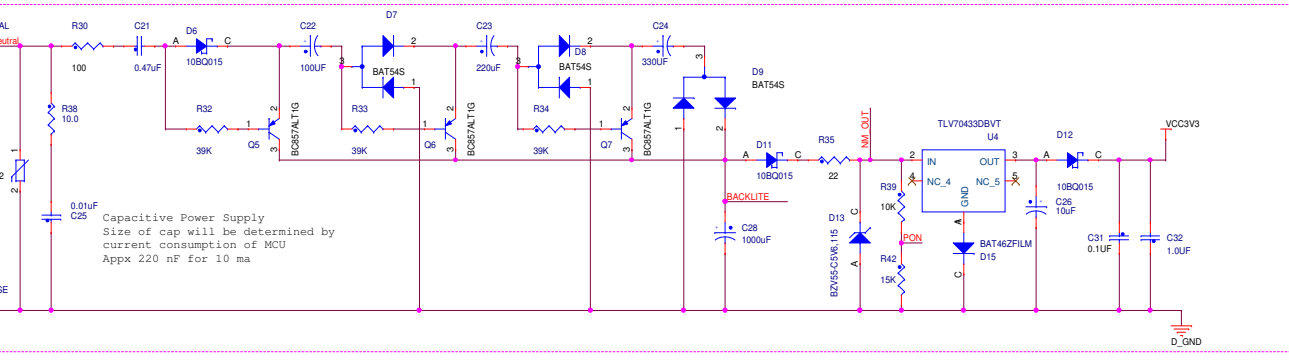 AL
eutral
R30
100
C21
0.47uF
D6
A
C
10BQ015
C22
100UF
D7
3
2
BAT54S
1
C23
220uF
3
2
D8
BAT54S
1
C24
330UF
3
D9
BAT54S
1
2
R38
10.0
R32
39K
1
2
3
Q5
BC857ALT1G
R33
39K
1
2
3
Q6
BC857ALT1G
R34
39K
1
2
3
Q7
BC857ALT1G
1
2
2
0.01uF
C25
Capacitive Power Supply
Size of cap will be determined by
current consumption of MCU
Appx 220 nF for 10 ma
SE
BACKLITE
C28
1000uF
D11
A
C
10BQ015
R35
22
NM_OUT
D13
C
A
BZV55-C5V6,115
R39
10K
PON
R42
15K
TLV70433DBVT
U4
2
IN
OUT
3
4
NC_4
NC_5
5
GND
1
A
C
BAT46ZFILM
D15
D12
A
C
10BQ015
VCC3V3
C26
10uF
C31
0.1UF
C32
1.0UF
D_GND